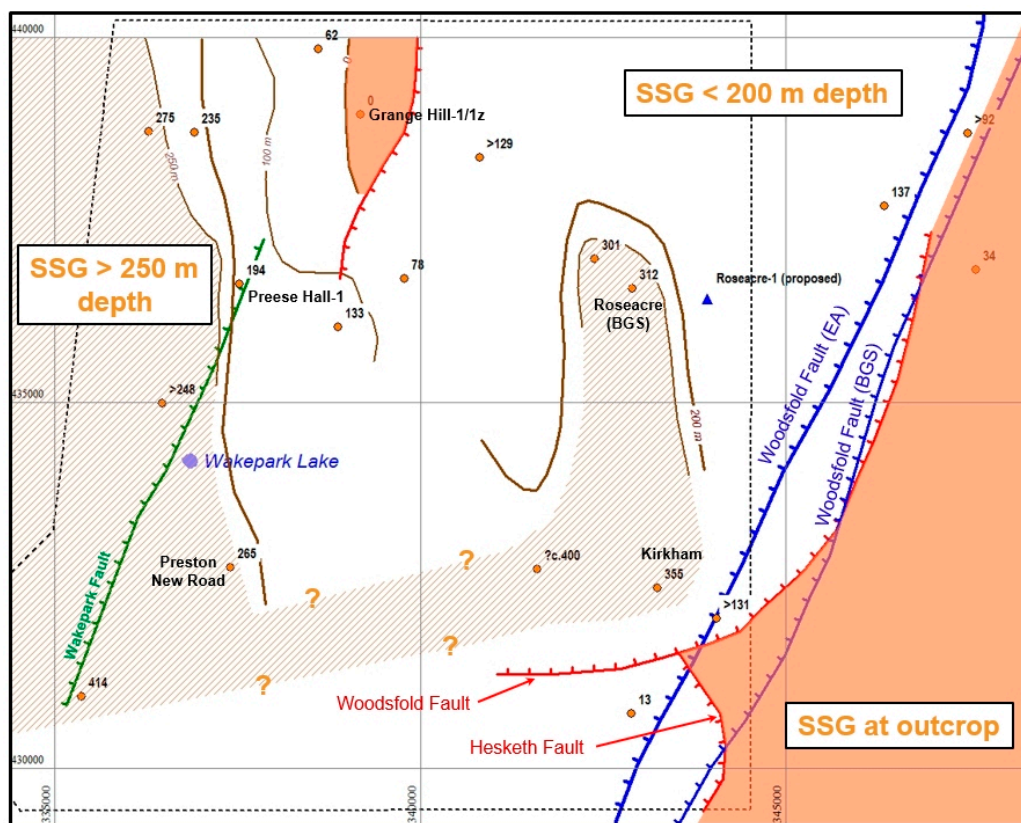 440000
62
0
SSG < 200 m depth
275
235
0
Grange Hill-1/1z
>92
100 m
>129
250 m
137
SSG > 250 m
depth
194
301
34
Preese Hall-1
78
312
Roseacre-1 (proposed)
133
Roseacre
(BGS)
Woodsfold Fault (EA)
>248
435000
200 m
Woodsfold Fault (BGS)
Wakepark Lake
Preston
New Road
265
?
?c.400
Kirkham
355
?
>131
Wakepark Fault
?
?
414
Woodsfold Fault
13
Hesketh Fault
SSG at outcrop
430000
335000
340000
345000